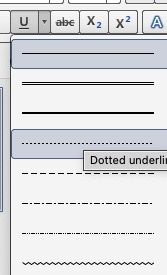 U abc X₂ X² A
Dotted underlin